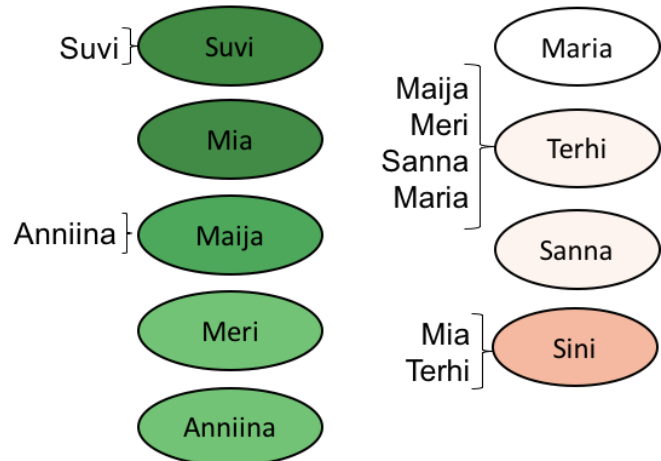 Suvi
Suvi
Mia
Anniina
Maija
Meri
Anniina
Maria
Maija
Meri
Sanna
Maria
Terhi
Sanna
Mia
Terhi
Sini